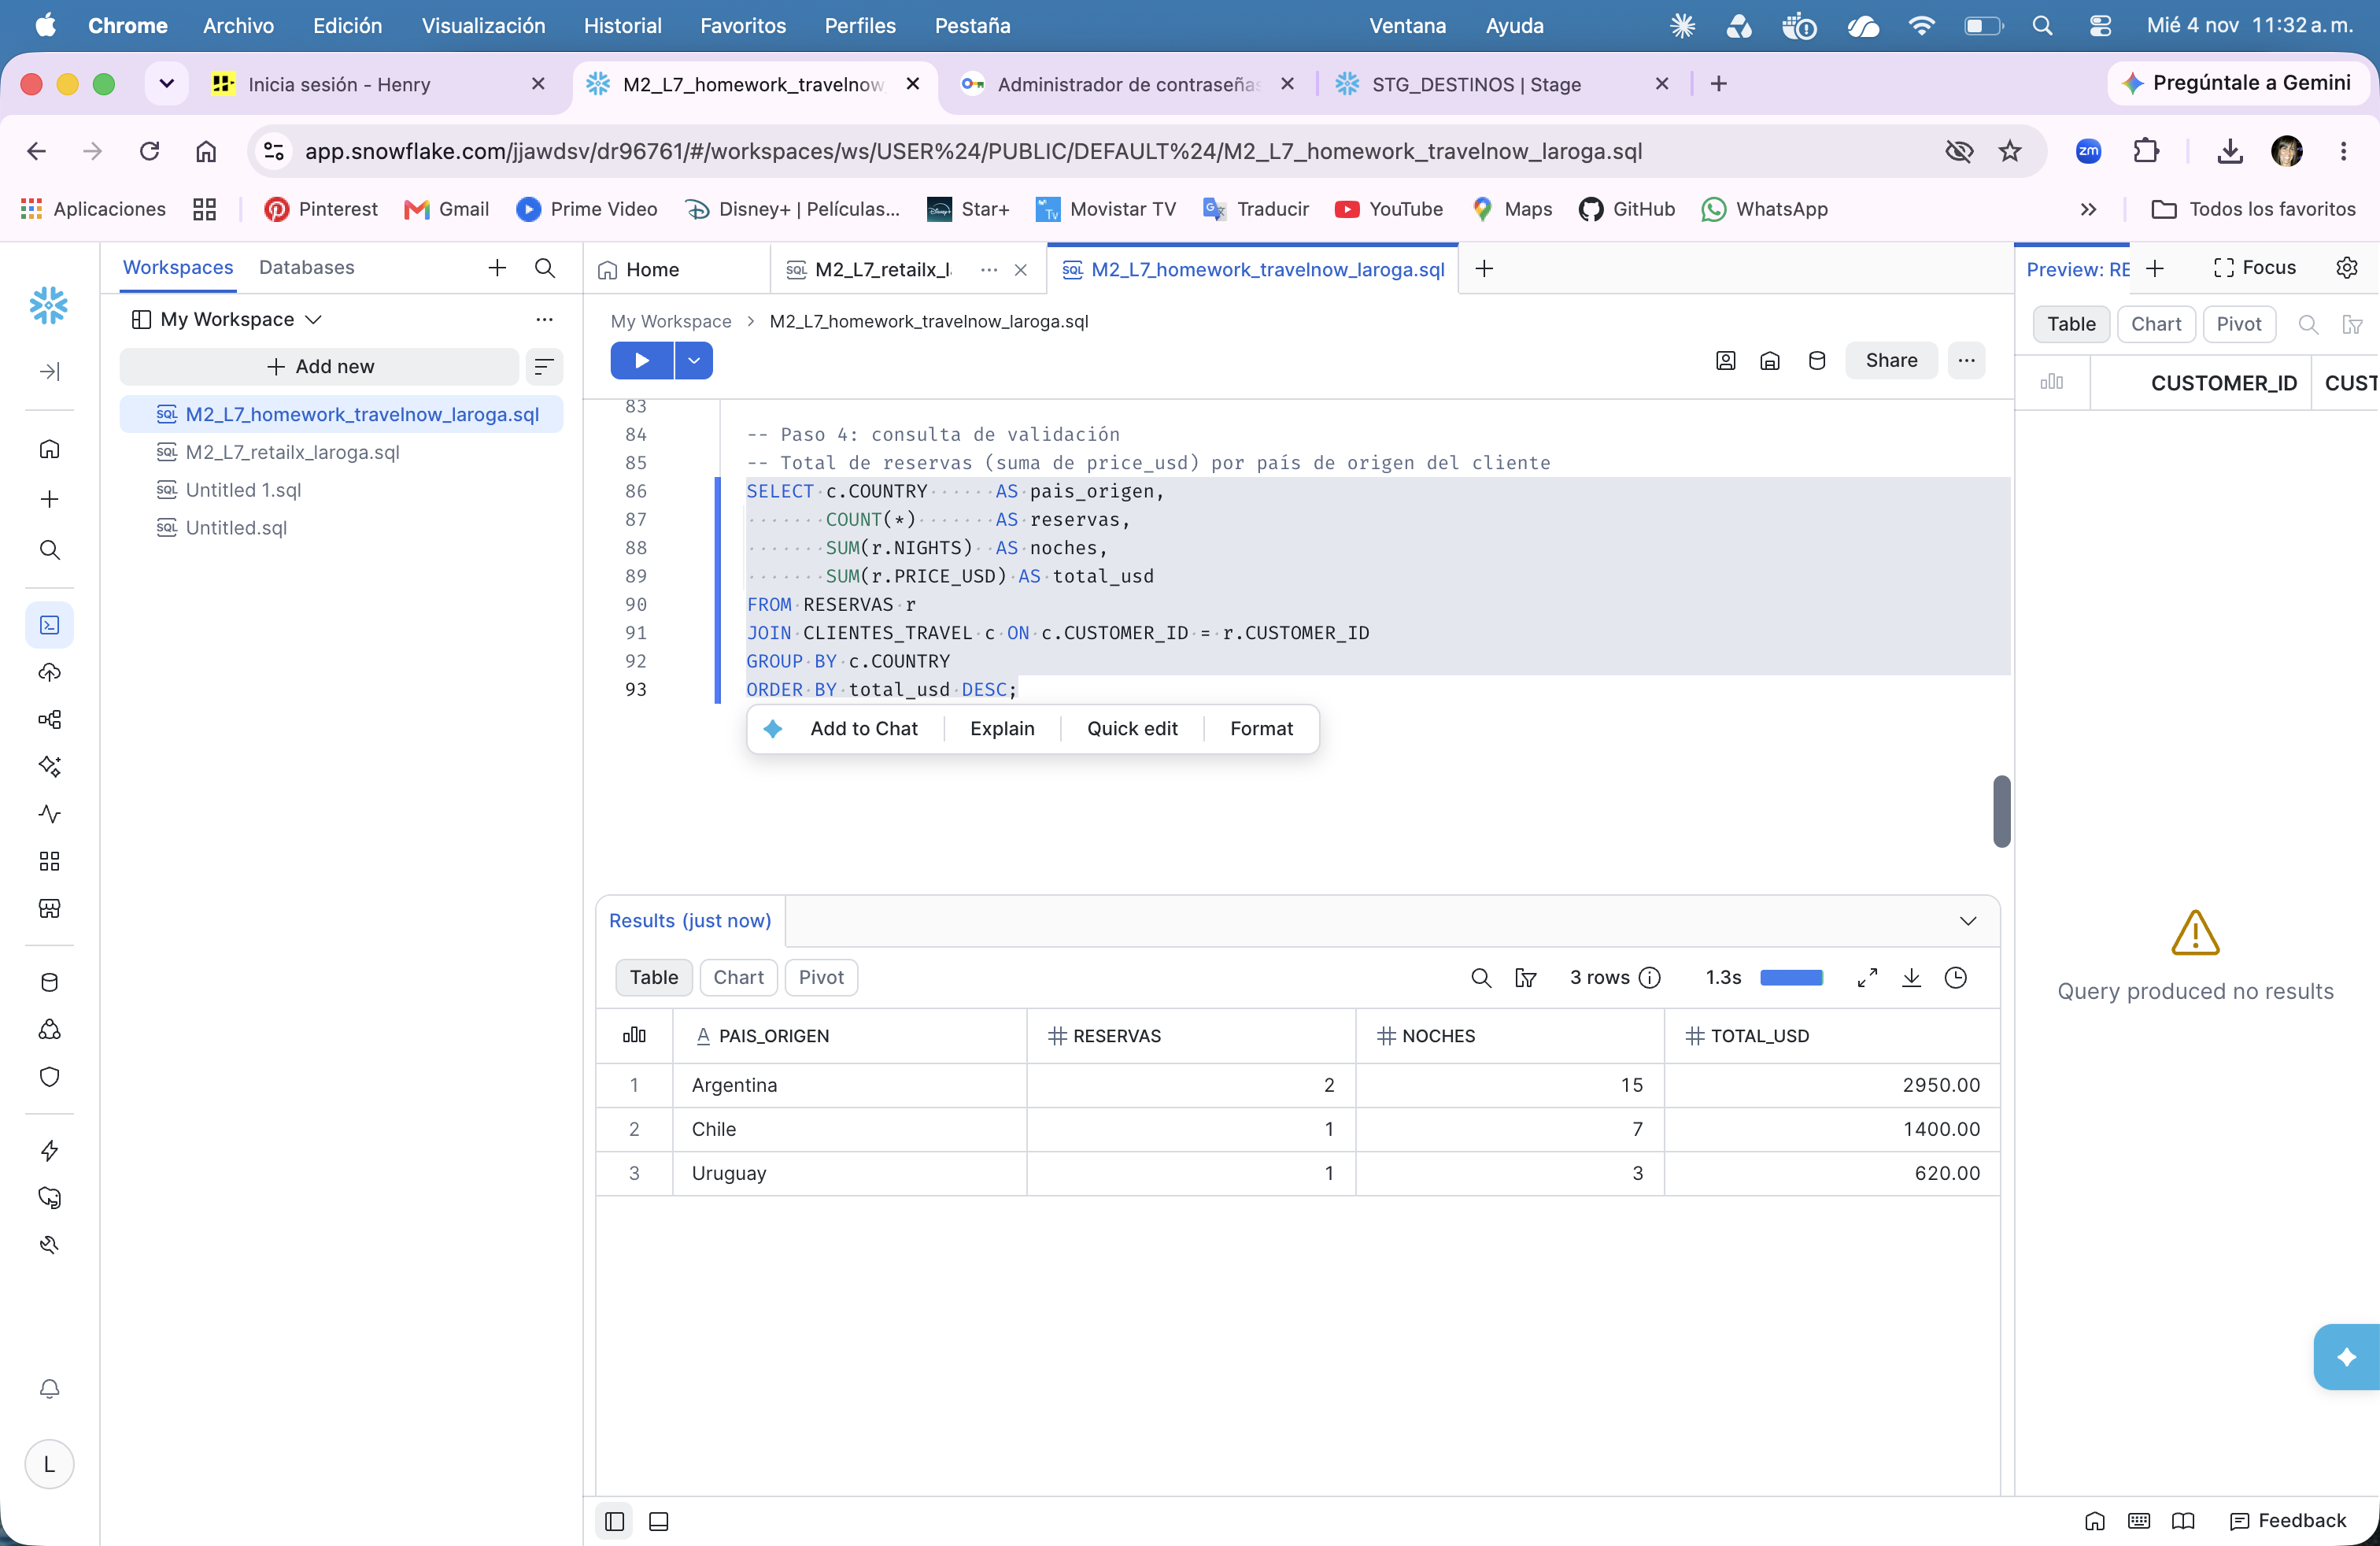 Chrome Archivo Edición Visualización Historial Favoritos Perfiles Pestaña Ventana Ayuda Mié 4 nov 11:32 a. m.
Inicia sesión - Henry M2_L7_homework_travelnow Administrador de contraseñas STG_DESTINOS | Stage Pregúntale a Gemini
app.snowflake.com/jjawdsv/dr96761/#/workspaces/ws/USER%24/PUBLIC/DEFAULT%24/M2_L7_homework_travelnow_laroga.sql zm
Aplicaciones Pinterest Gmail Prime Video Disney+ | Películas... Star+ Movistar TV Traducir YouTube Maps GitHub WhatsApp Todos los favoritos
Workspaces Databases Home M2_L7_retailx_l M2_L7_homework_travelnow_laroga.sql Preview: RE Focus
My Workspace
My Workspace > M2_L7_homework_travelnow_laroga.sql
Table Chart Pivot
Add new
Share
CUSTOMER_ID CUST
M2_L7_homework_travelnow_laroga.sql
M2_L7_retailx_laroga.sql
Untitled 1.sql
Untitled.sql
83
84 -- Paso 4: consulta de validación
85 -- Total de reservas (suma de price_usd) por país de origen del cliente
86 SELECT c.COUNTRY AS pais_origen,
87 COUNT(*) AS reservas,
88 SUM(r.NIGHTS) AS noches,
89 SUM(r.PRICE_USD) AS total_usd
90 FROM RESERVAS r
91 JOIN CLIENTES_TRAVEL c ON c.CUSTOMER_ID = r.CUSTOMER_ID
92 GROUP BY c.COUNTRY
93 ORDER BY total_usd DESC;
Add to Chat Explain Quick edit Format
Results (just now)
Table Chart Pivot 3 rows 1.3s
Query produced no results
PAIS_ORIGEN RESERVAS NOCHES TOTAL_USD
1 Argentina 2 15 2950.00
2 Chile 1 7 1400.00
3 Uruguay 1 3 620.00
L
Feedback